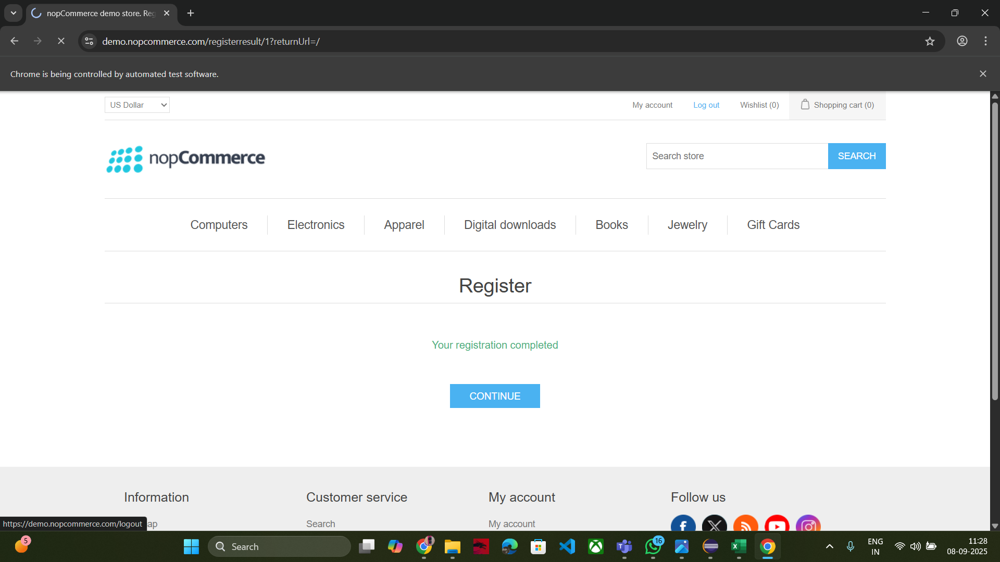 nopCommerce demo store. Reg
demo.nopcommerce.com/registerresult/1?returnUrl=/
Chrome is being controlled by automated test software.
US Dollar
My account
Log out
Wishlist (0)
Shopping cart (0)
nopCommerce
Search store
SEARCH
Computers
Electronics
Apparel
Digital downloads
Books
Jewelry
Gift Cards
Register
Your registration completed
CONTINUE
Information
Customer service
My account
Follow us
https://demo.nopcommerce.com/logout
ap
Search
My account
5
Search
16
ENG
IN
11:28
08-09-2025